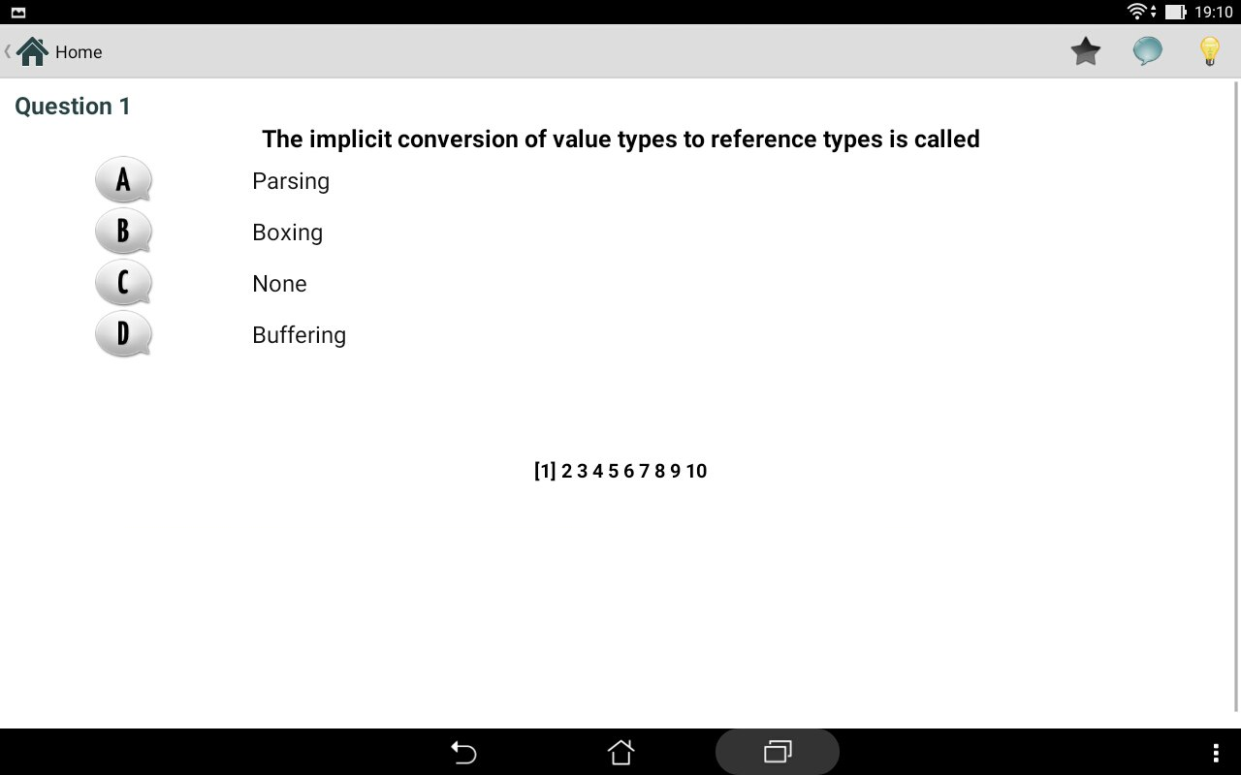 19:10
Home
Question 1
The implicit conversion of value types to reference types is called
A Parsing
B Boxing
C None
D Buffering
[1] 2 3 4 5 6 7 8 9 10